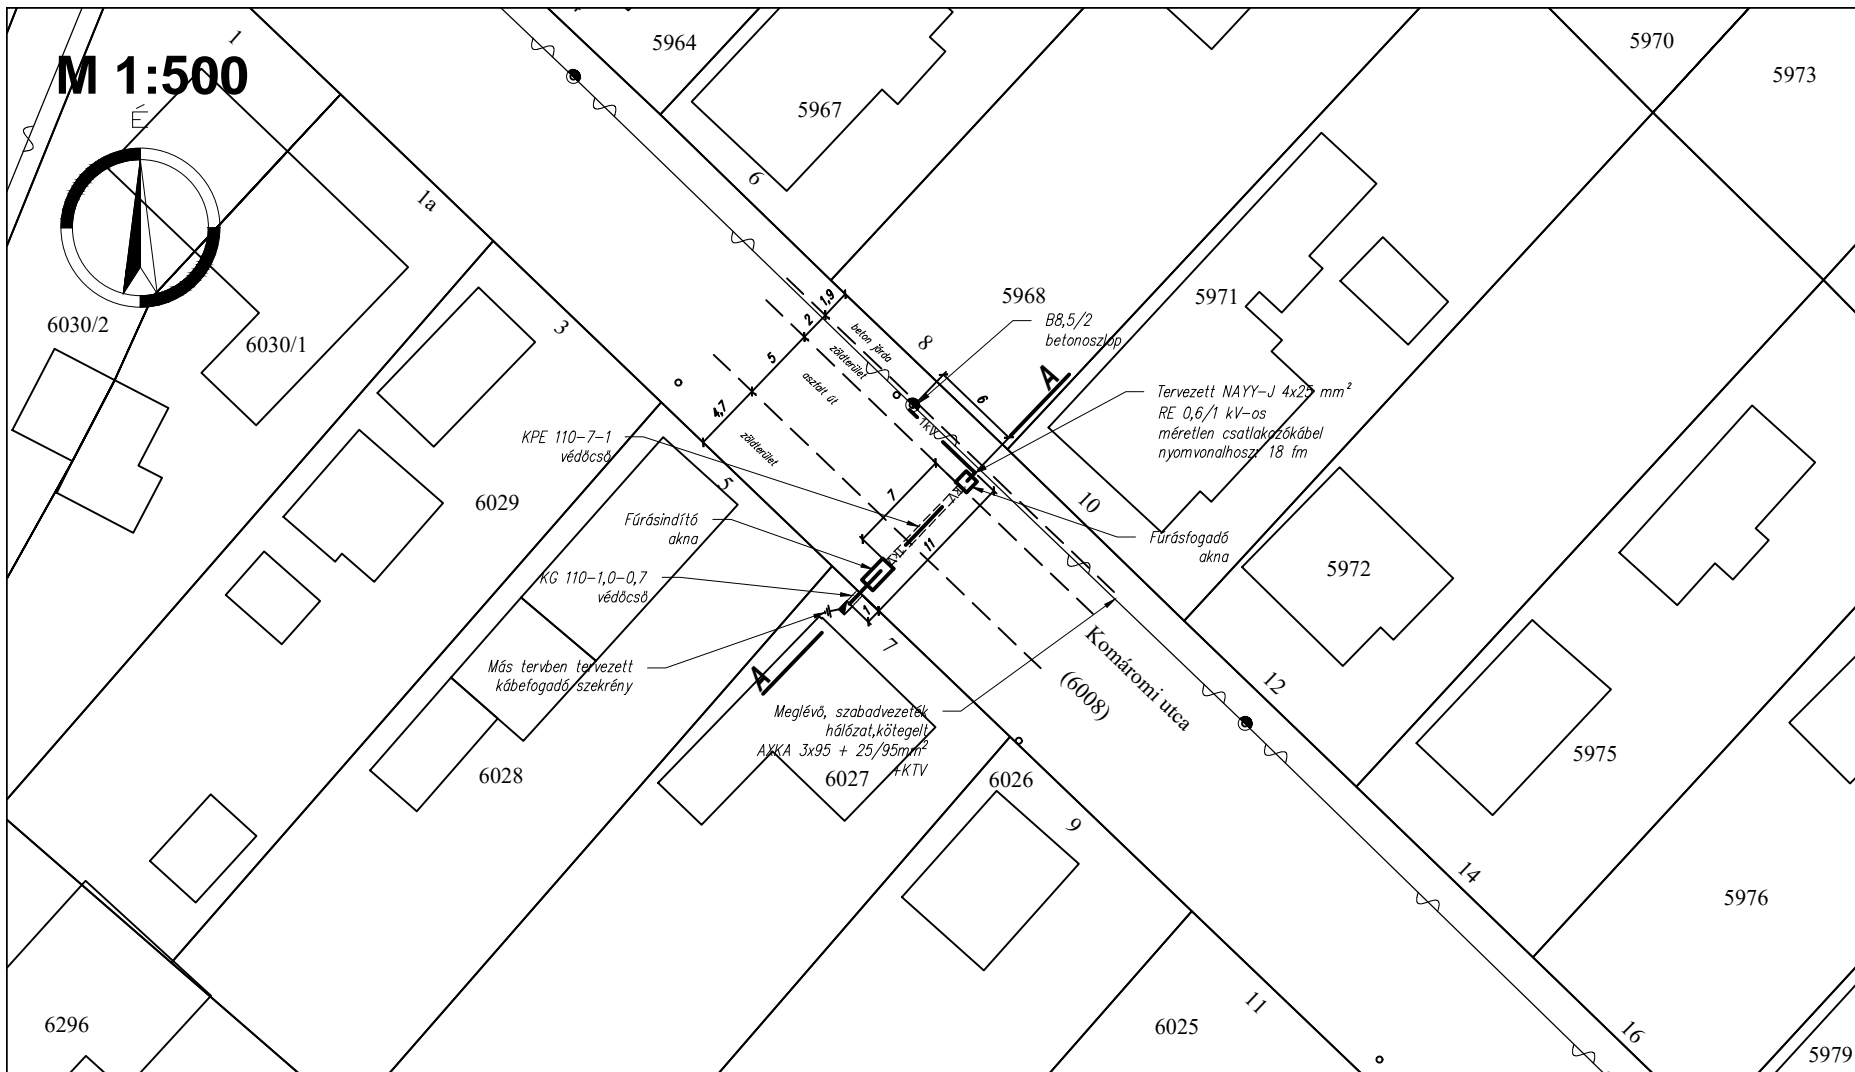 M 1:500
É
1
1a
3
5
7
9
11
6
8
10
12
14
16
5964
5967
5970
5973
5968
5971
5972
5975
5976
5979
6030/2
6030/1
6029
6028
6027
6026
6025
6296
1,9
2
5
4,7
beton járda
zöldterület
aszfalt út
zöldterület
6
7
11
1
1kV
1kV
1kV
A
A
B8,5/2
betonoszlop
Tervezett NAYY-J 4x25 mm²
RE 0,6/1 kV-os
méretlen csatlakozókábel
nyomvonalhossz: 18 fm
KPE 110-7-1
védőcső
Fúrásindító
akna
KG 110-1,0-0,7
védőcső
Fúrásfogadó
akna
Más tervben tervezett
kábefogadó szekrény
Meglévő, szabadvezeték
hálózat,kötegelt
AXKA 3x95 + 25/95mm²
+KTV
Komáromi utca
(6008)